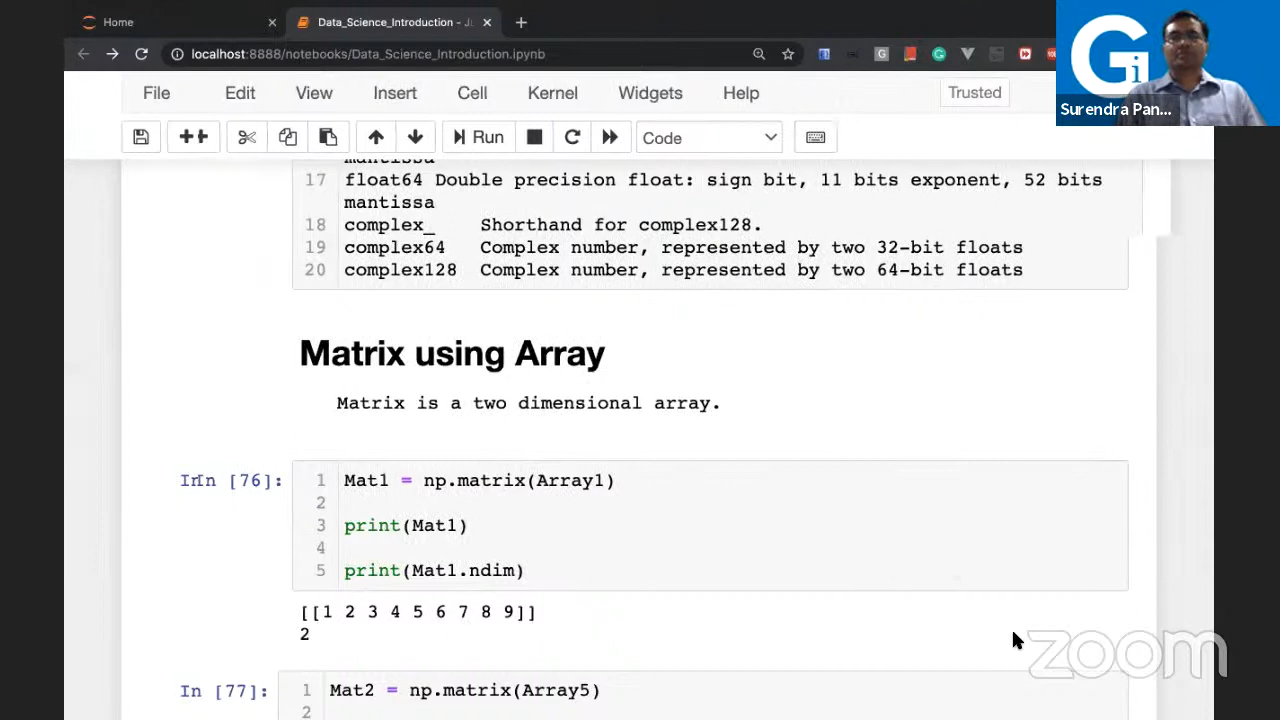 Home
Data_Science_Introduction - Ju
localhost:8888/notebooks/Data_Science_Introduction.ipynb
Gi
Surendra Pan...
File Edit View Insert Cell Kernel Widgets Help Trusted
Run Code
mantissa
17 float64 Double precision float: sign bit, 11 bits exponent, 52 bits
mantissa
18 complex_ Shorthand for complex128.
19 complex64 Complex number, represented by two 32-bit floats
20 complex128 Complex number, represented by two 64-bit floats
Matrix using Array
Matrix is a two dimensional array.
In [76]: 1 Mat1 = np.matrix(Array1)
2
3 print(Mat1)
4
5 print(Mat1.ndim)
[[1 2 3 4 5 6 7 8 9]]
2
zoom
In [77]: 1 Mat2 = np.matrix(Array5)
2